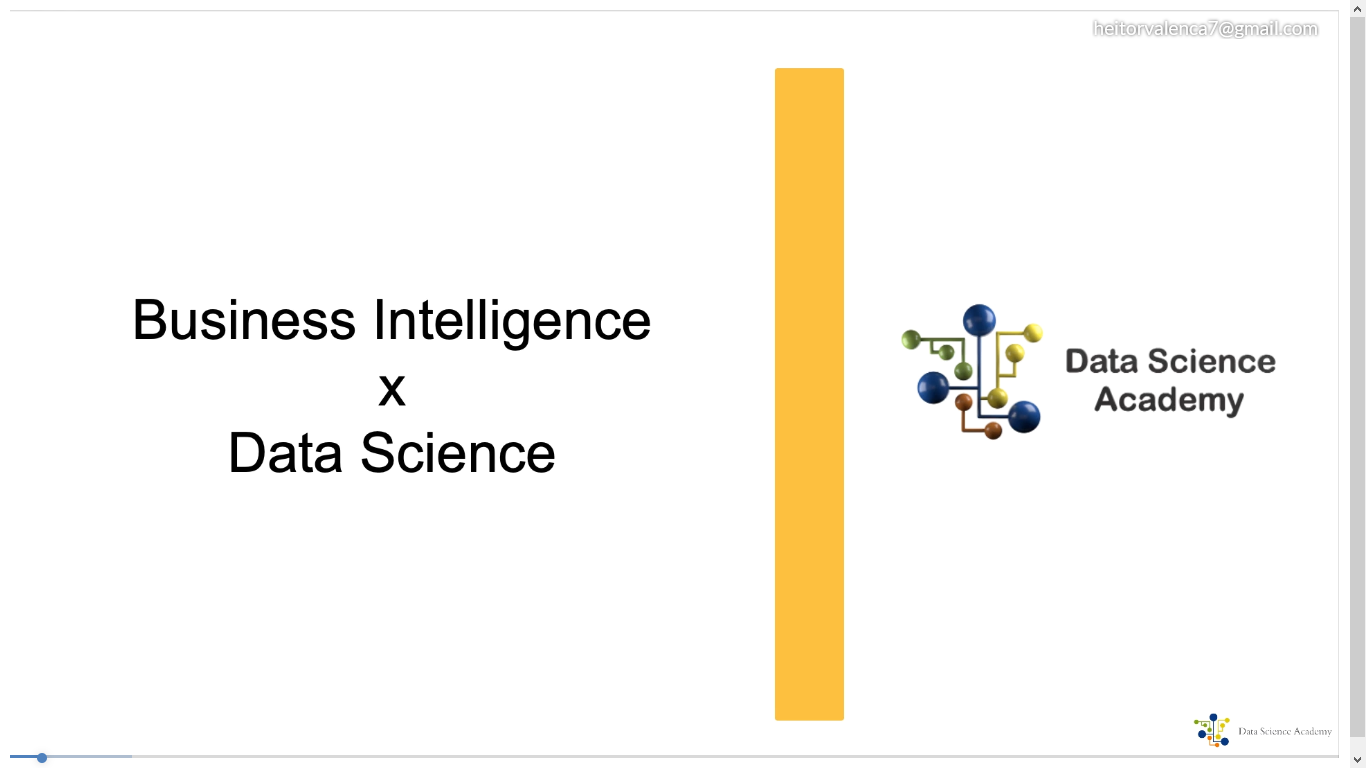 heitorvalenca7@gmail.com
Business Intelligence
x
Data Science
Data Science
Academy
Data Science Academy